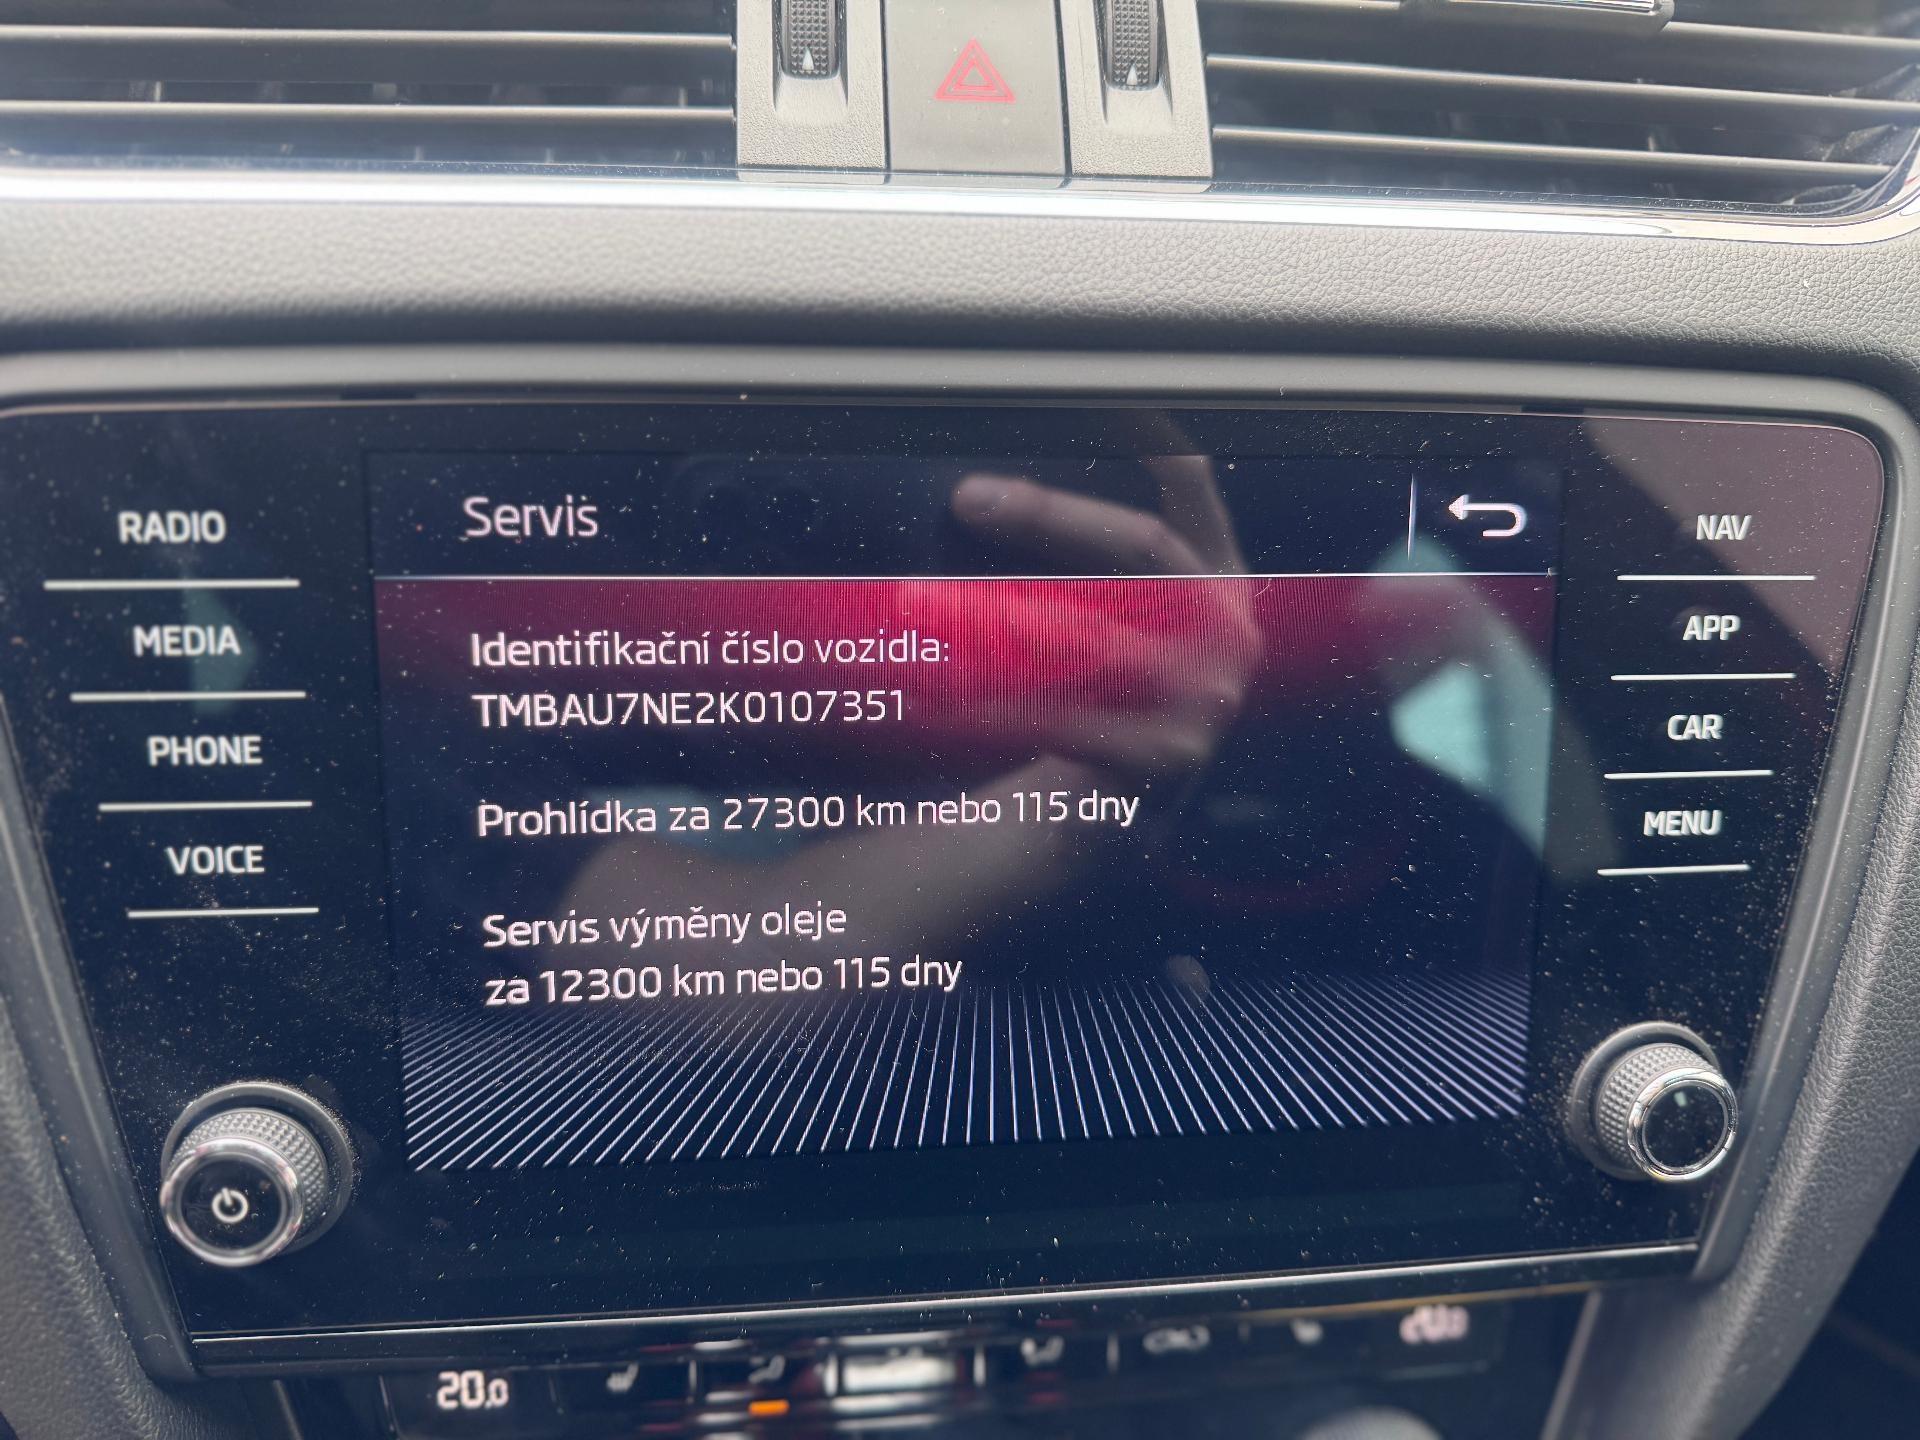 RADIO
MEDIA
PHONE
VOICE
Servis
Identifikační číslo vozidla:
TMBAU7NE2K0107351
Prohlídka za 27300 km nebo 115 dny
Servis výměny oleje
za 12300 km nebo 115 dny
NAV
APP
CAR
MENU
20.0